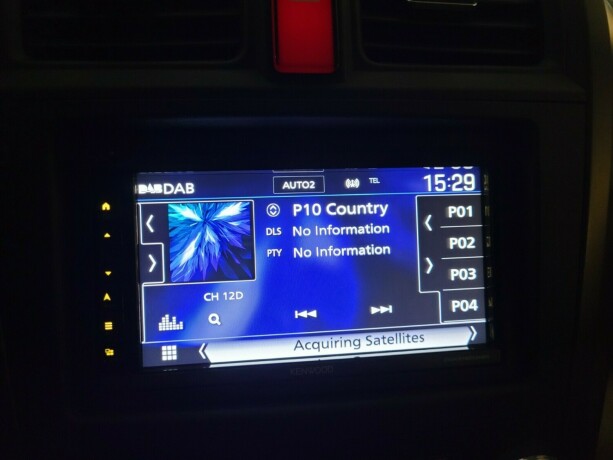 DAB
AUTO2
TEL
15:29
P10 Country
DLS No Information
PTY No Information
P01
P02
P03
P04
CH 12D
Acquiring Satellites
KENWOOD